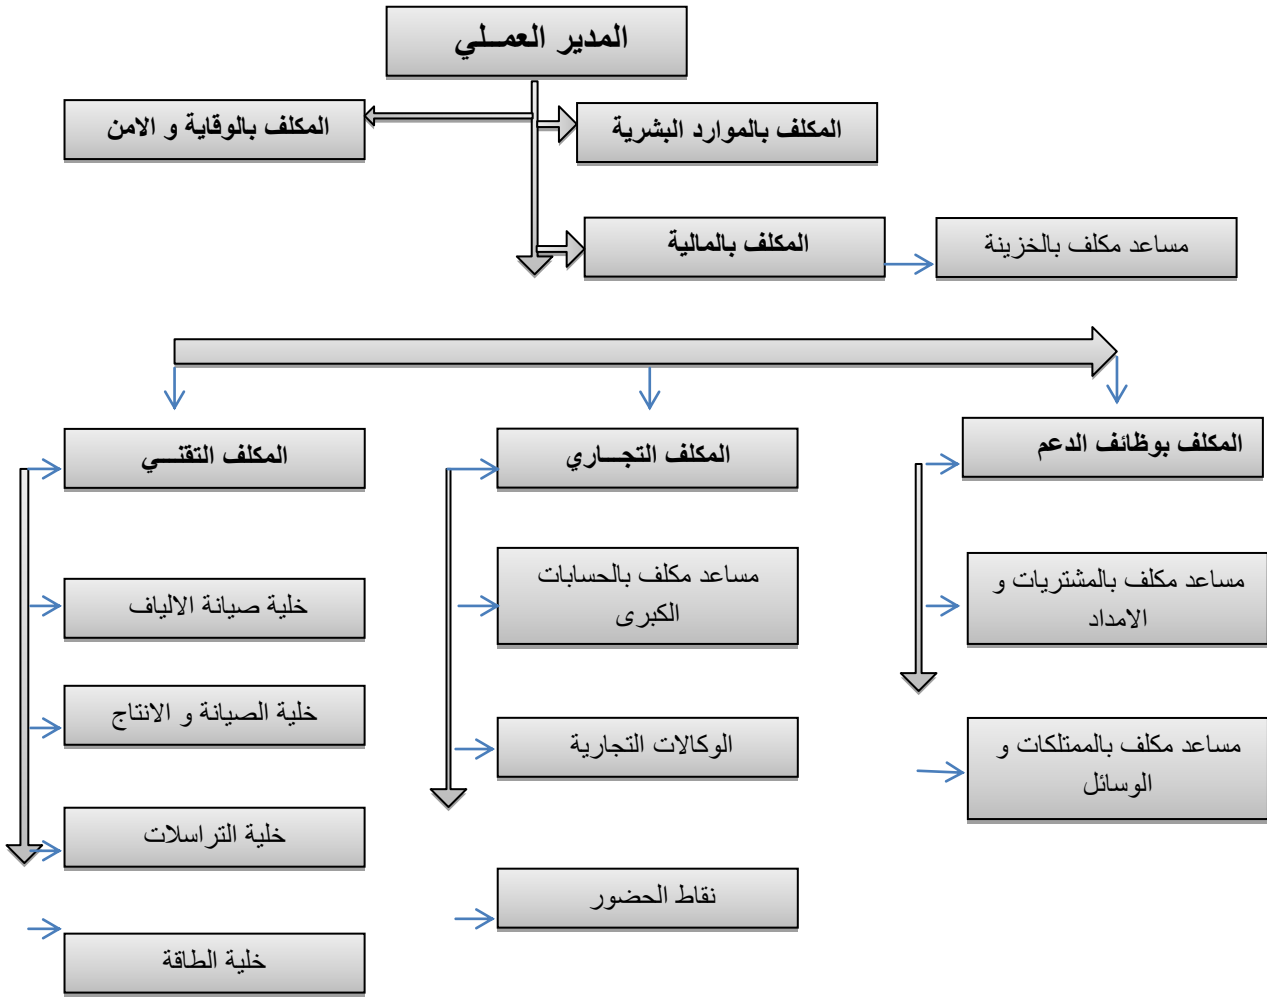 المدير العمـــلي
المكلف بالموارد البشرية
المكلف بالوقاية و الامن
مساعد مكلف بالخزينة
المكلف بالمالية
المكلف بوظائف الدعم
المكلف التجـــاري
المكلف التقنـــي
مساعد مكلف بالمشتريات و
الامداد
مساعد مكلف بالحسابات
الكبرى
خلية صيانة الالياف
خلية الصيانة و الانتاج
مساعد مكلف بالممتلكات و
الوسائل
الوكالات التجارية
خلية التراسلات
نقاط الحضور
خلية الطاقة